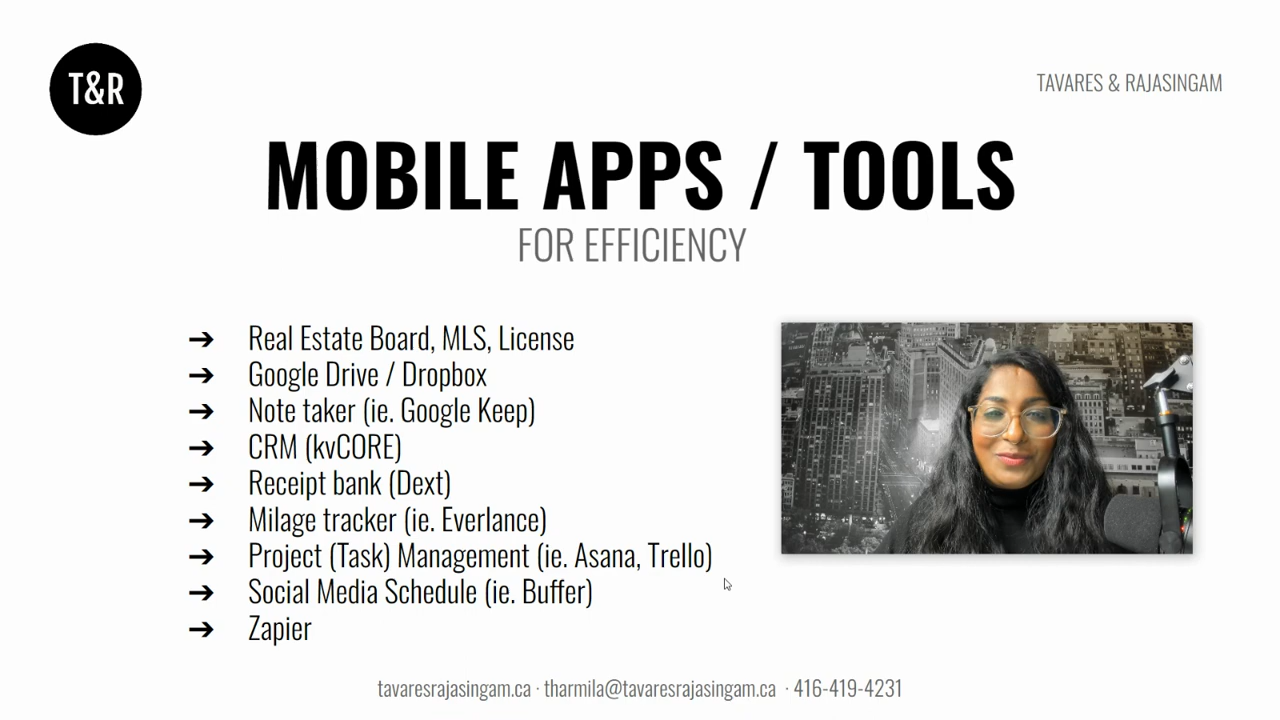 T&R
TAVARES & RAJASINGAM
MOBILE APPS / TOOLS
FOR EFFICIENCY
➔ Real Estate Board, MLS, License
➔ Google Drive / Dropbox
➔ Note taker (ie. Google Keep)
➔ CRM (kvCORE)
➔ Receipt bank (Dext)
➔ Milage tracker (ie. Everlance)
➔ Project (Task) Management (ie. Asana, Trello)
➔ Social Media Schedule (ie. Buffer)
➔ Zapier
tavaresrajasingam.ca · tharmila@tavaresrajasingam.ca · 416-419-4231